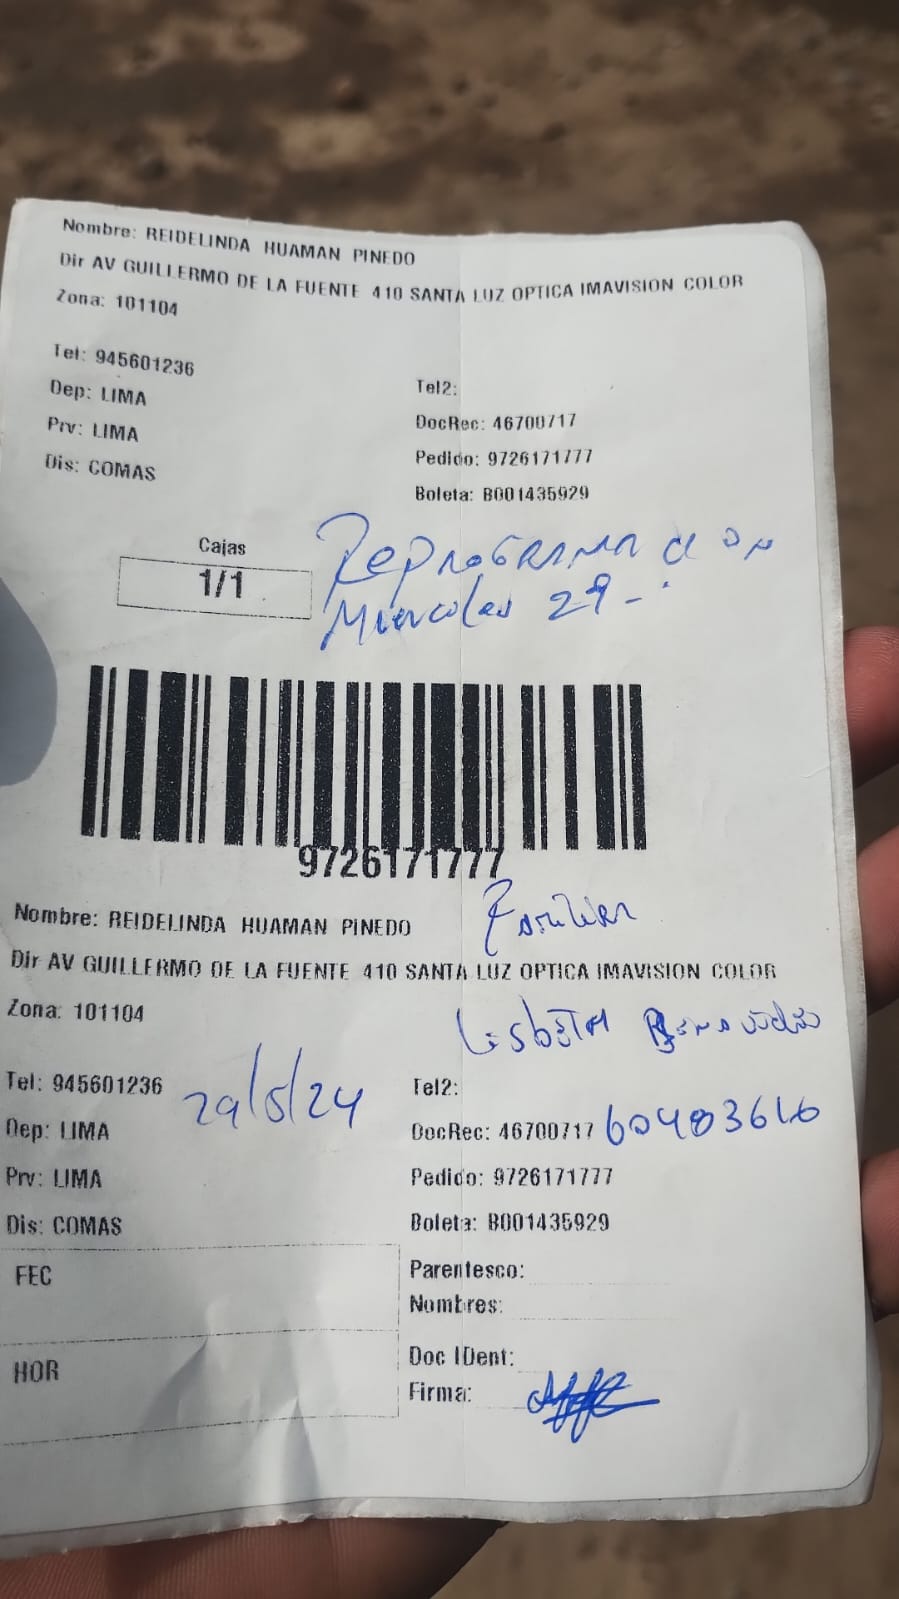 Nombre: REIDELINDA HUAMAN PINEDO
Dir AV GUILLERMO DE LA FUENTE 410 SANTA LUZ OPTICA IMAVISION COLOR
Zona: 101104
Tel: 945601236
Tel2:
Dep: LIMA
DocRec: 46700717
Prv: LIMA
Pedido: 9726171777
Dis: COMAS
Boleta: B001435929
Cajas
1/1
Reprogramacion
Miercoles 29-.
9726171777
Nombre: REIDELINDA HUAMAN PINEDO
Familiar
Dir AV GUILLERMO DE LA FUENTE 410 SANTA LUZ OPTICA IMAVISION COLOR
Zona: 101104
Lisbeth Benavides
Tel: 945601236
29/5/24
Tel2:
Dep: LIMA
DocRec: 46700717 60483616
Prv: LIMA
Pedido: 9726171777
Dis: COMAS
Boleta: B001435929
FEC
Parentesco:
Nombres:
HOR
Doc IDent:
Firma: